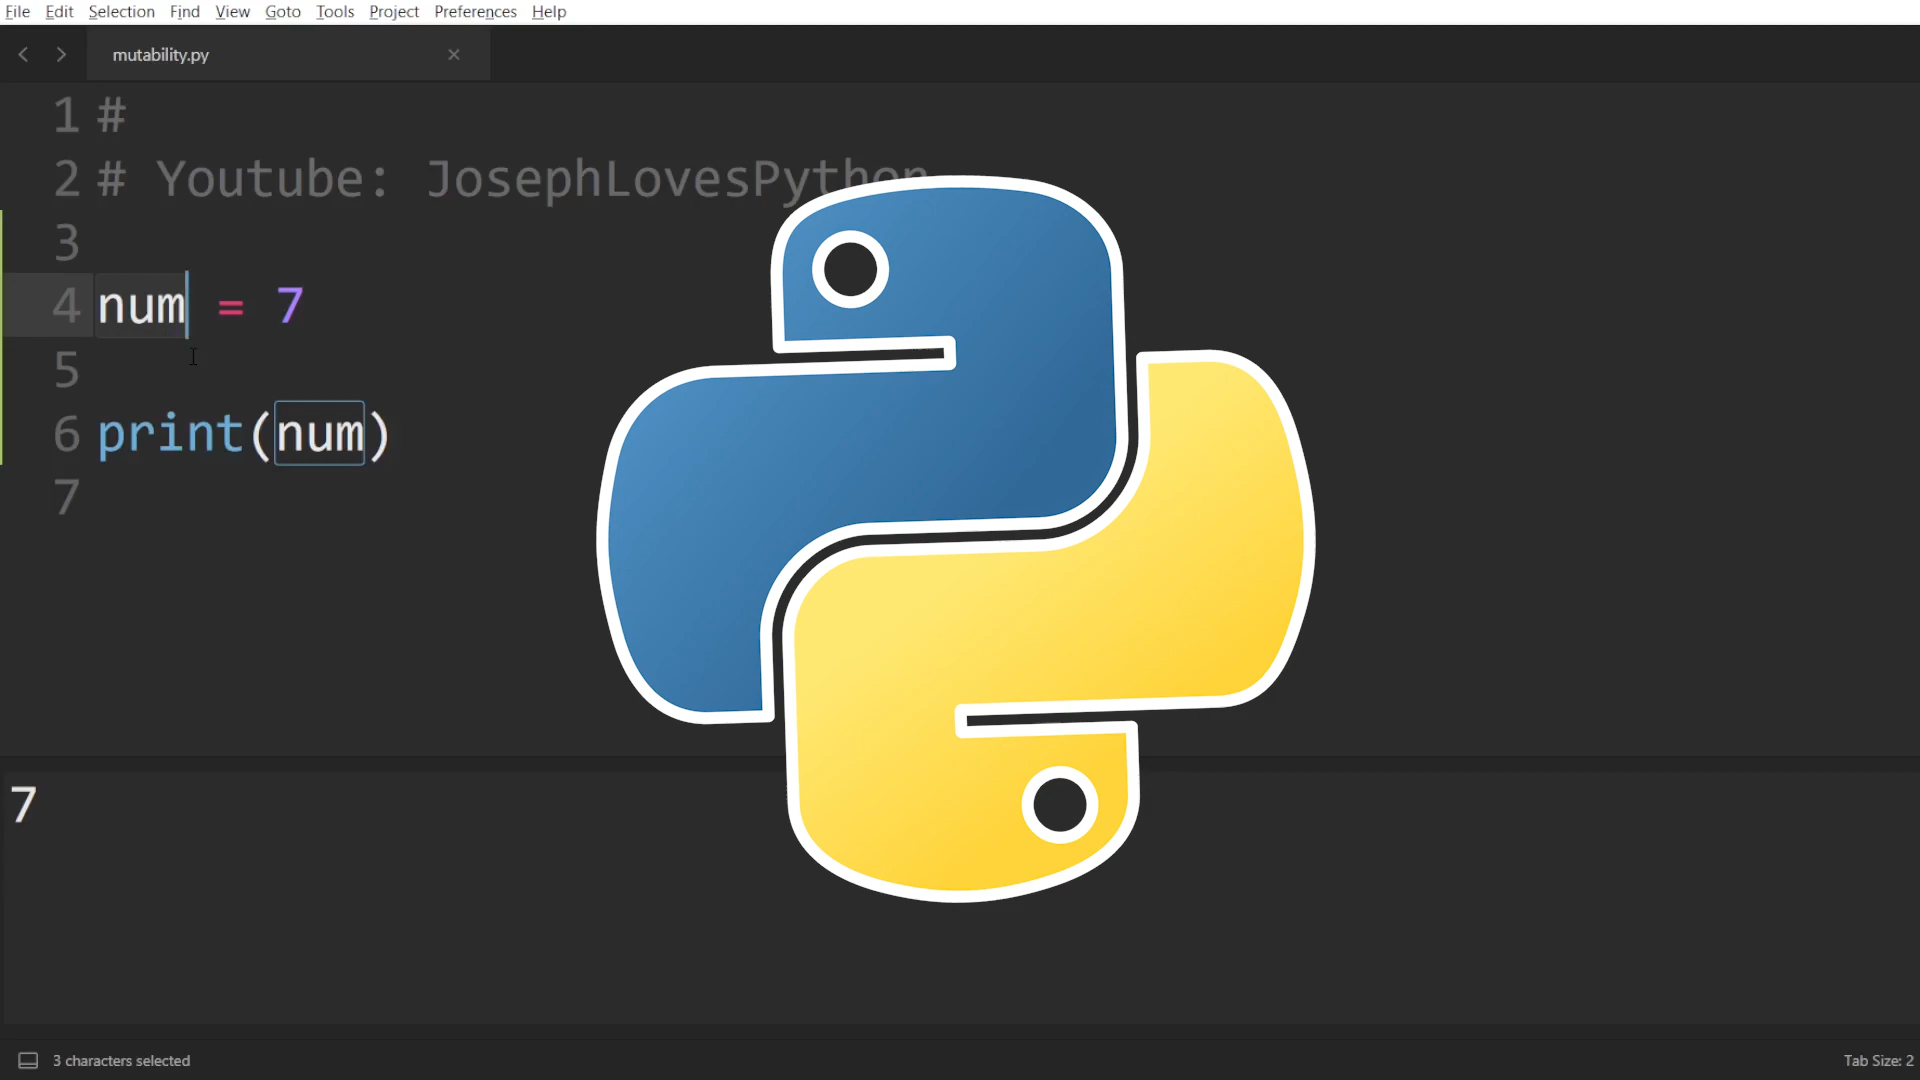 File Edit Selection Find View Goto Tools Project Preferences Help
mutability.py
1 #
2 # Youtube: JosephLovesPython
3
4 num = 7
5
6 print(num)
7
7
3 characters selected
Tab Size: 2